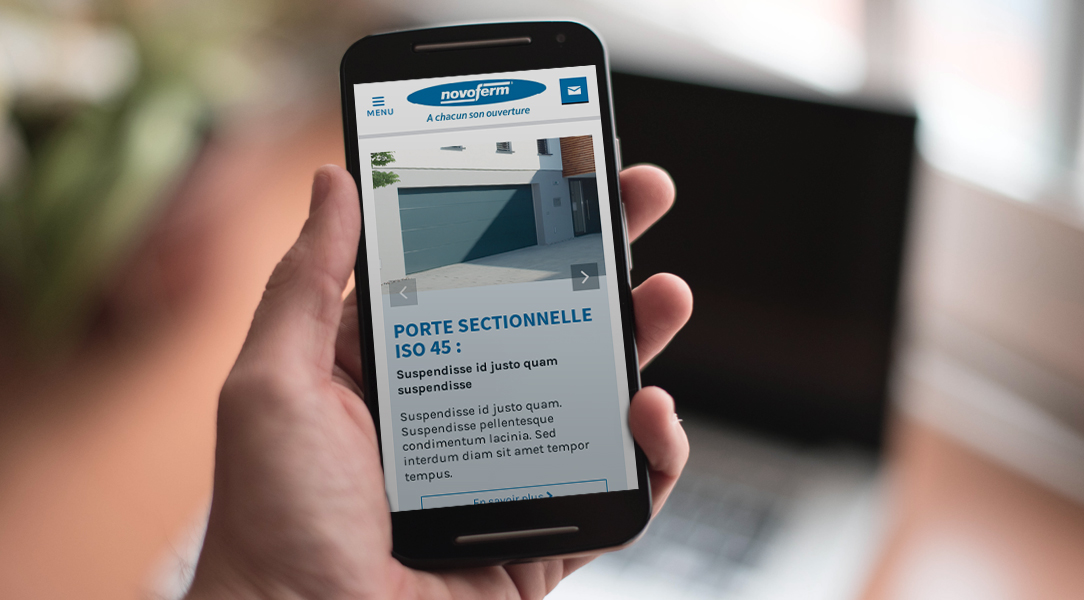 MENU
novoferm®
A chacun son ouverture
PORTE SECTIONNELLE
ISO 45 :
Suspendisse id justo quam
suspendisse
Suspendisse id justo quam.
Suspendisse pellentesque
condimentum lacinia. Sed
interdum diam sit amet tempor
tempus.
En savoir plus